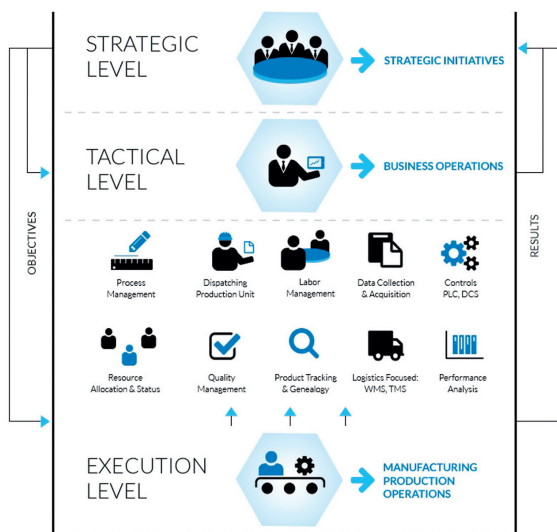 STRATEGIC
LEVEL
STRATEGIC INITIATIVES
TACTICAL
LEVEL
BUSINESS OPERATIONS
OBJECTIVES
RESULTS
Process
Management
Dispatching
Production Unit
Labor
Management
Data Collection
& Acquisition
Controls
PLC, DCS
Resource
Allocation & Status
Quality
Management
Product Tracking
& Genealogy
Logistics Focused:
WMS, TMS
Performance
Analysis
EXECUTION
LEVEL
MANUFACTURING
PRODUCTION
OPERATIONS